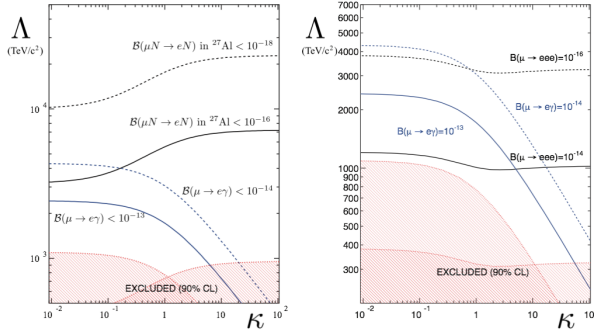 Λ
(TeV/c²)
B(μN → eN) in ²⁷Al < 10⁻¹⁸
10⁴
B(μN → eN) in ²⁷Al < 10⁻¹⁶
B(μ → eγ) < 10⁻¹⁴
B(μ → eγ) < 10⁻¹³
10³
EXCLUDED (90% CL)
10⁻² 10⁻¹ 1 10 10²
κ
Λ
(TeV/c²)
7000
6000
5000
4000
3000
2000
1000
900
800
700
600
500
400
300
B(μ → eee)=10⁻¹⁶
B(μ → eγ)=10⁻¹⁴
B(μ → eγ)=10⁻¹³
B(μ → eee)=10⁻¹⁴
EXCLUDED (90% CL)
10⁻² 10⁻¹ 1 10 10²
κ